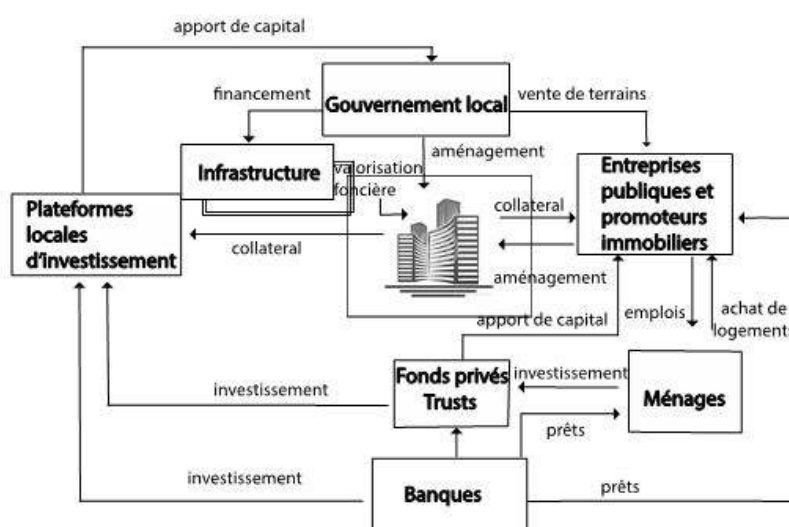 apport de capital
financement
Gouvernement local
vente de terrains
aménagement
Infrastructure
valorisation
foncière
Entreprises
publiques et
promoteurs
immobiliers
Plateformes
locales
d'investissement
collateral
collateral
aménagement
apport de capital
emplois
achat de
logements
Fonds privés
Trusts
investissement
Ménages
investissement
prêts
investissement
Banques
prêts